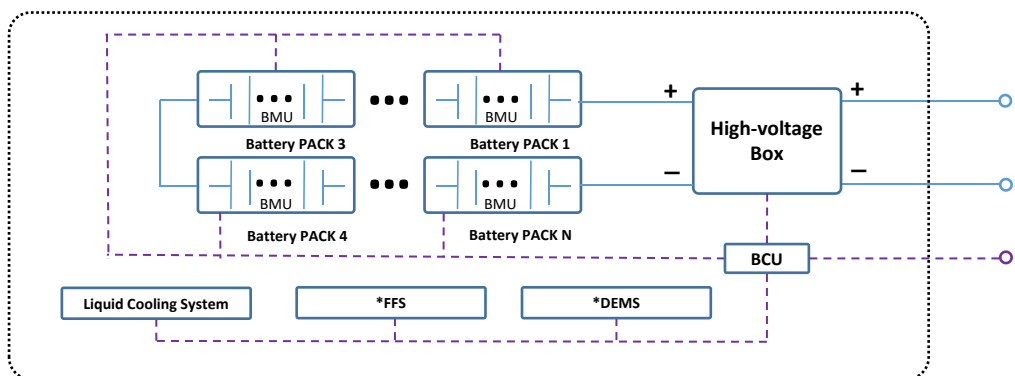 BMU
BMU
Battery PACK 3
Battery PACK 1
+
+
High-voltage
Box
BMU
BMU
−
−
Battery PACK 4
Battery PACK N
BCU
Liquid Cooling System
*FFS
*DEMS